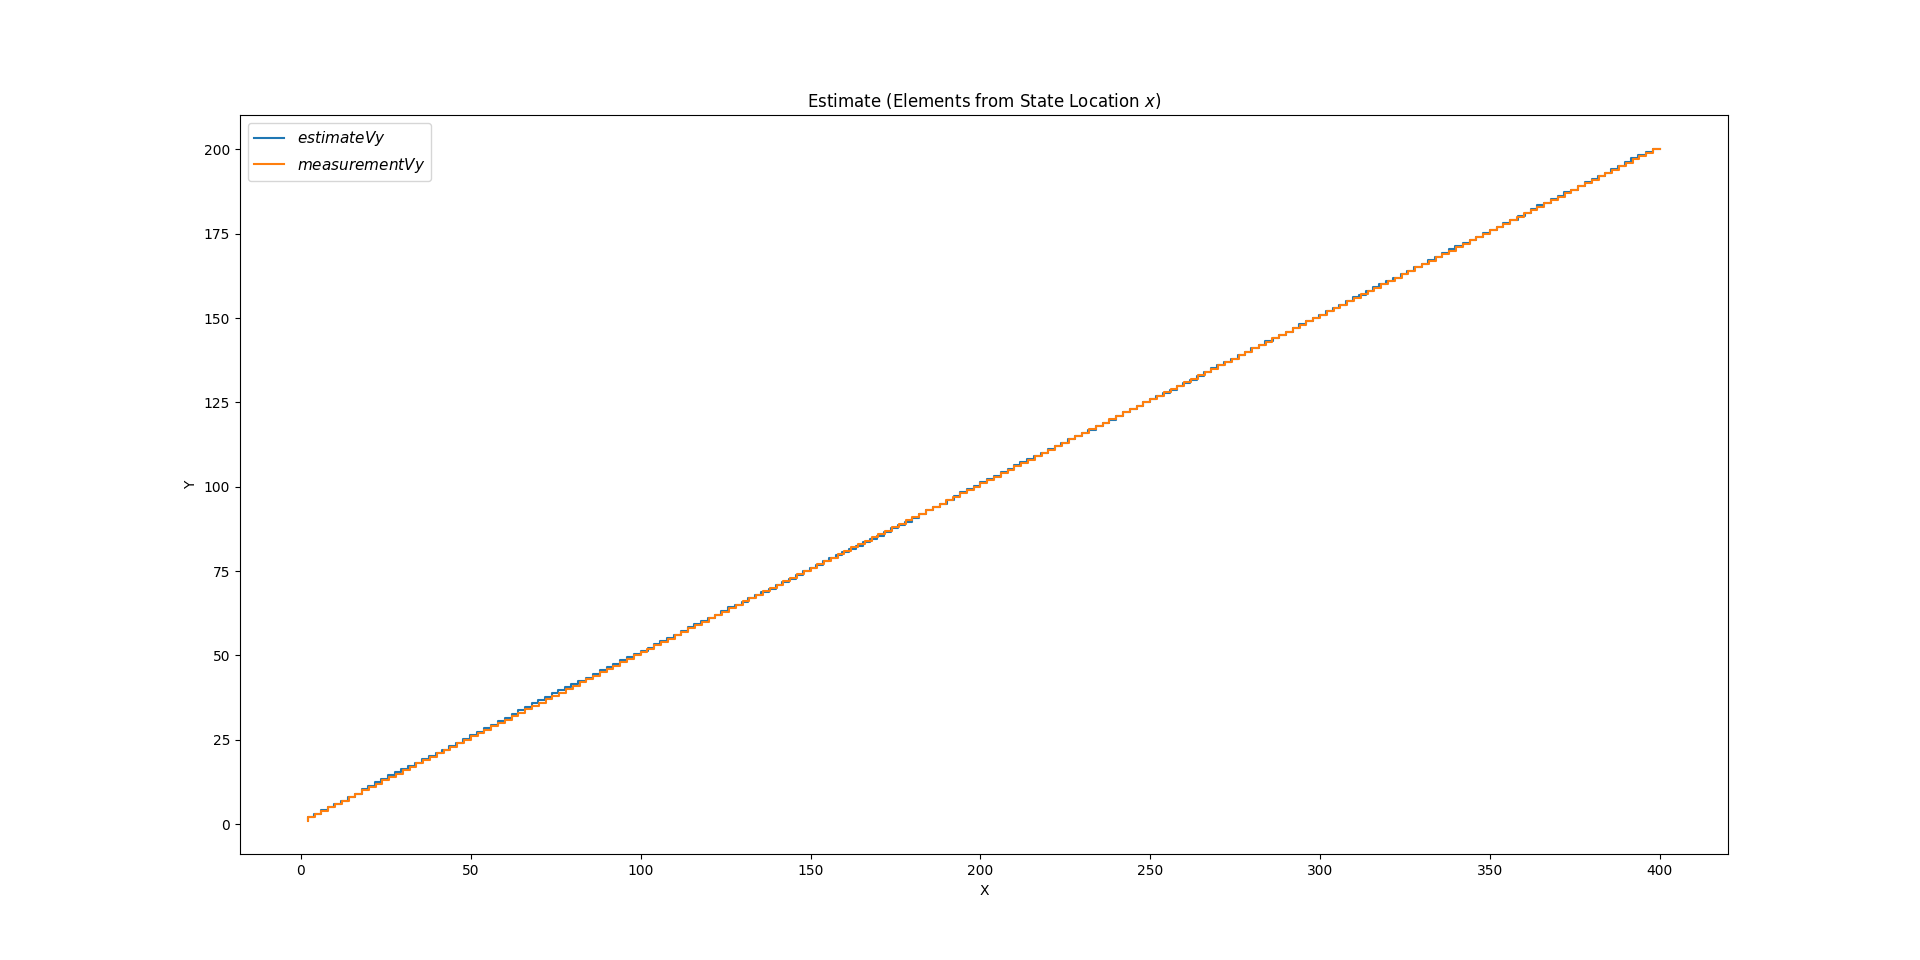 Estimate (Elements from State Location x)
estimateVy
measurementVy
200
175
150
125
100
75
50
25
0
Y
0 50 100 150 200 250 300 350 400
X